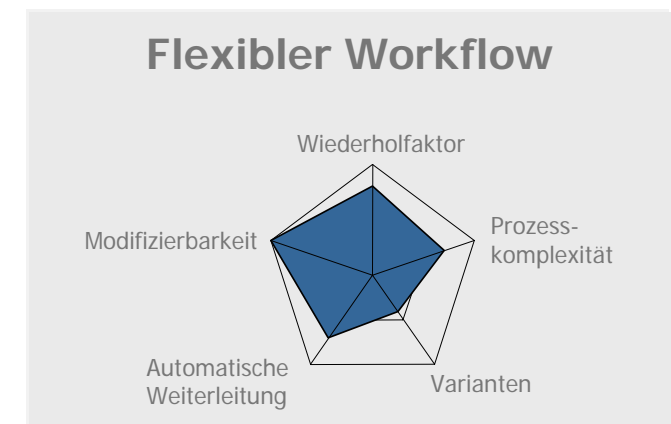 Flexibler Workflow
Wiederholfaktor
Modifizierbarkeit
Prozess-
komplexität
Automatische
Weiterleitung
Varianten